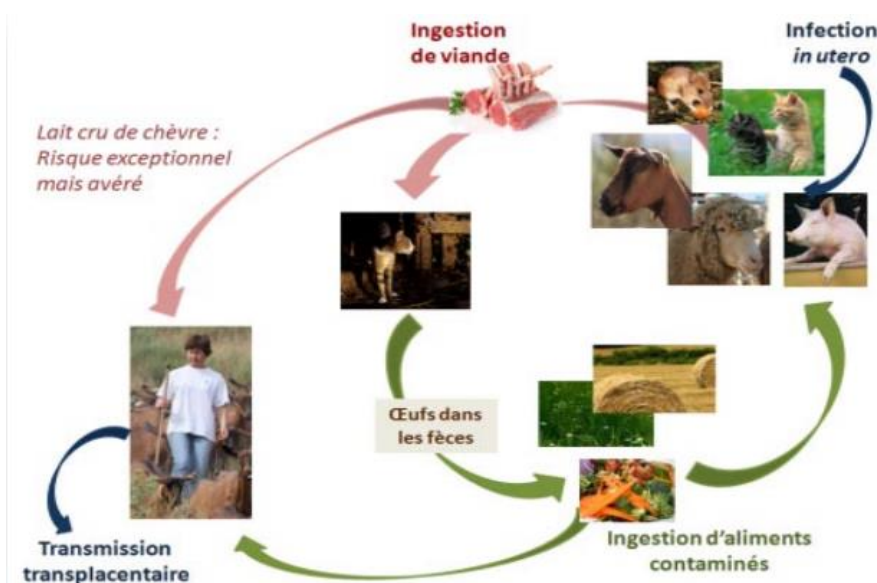 Ingestion
de viande
Infection
in utero
Lait cru de chèvre :
Risque exceptionnel
mais avéré
Œufs dans
les fèces
Ingestion d'aliments
contaminés
Transmission
transplacentaire